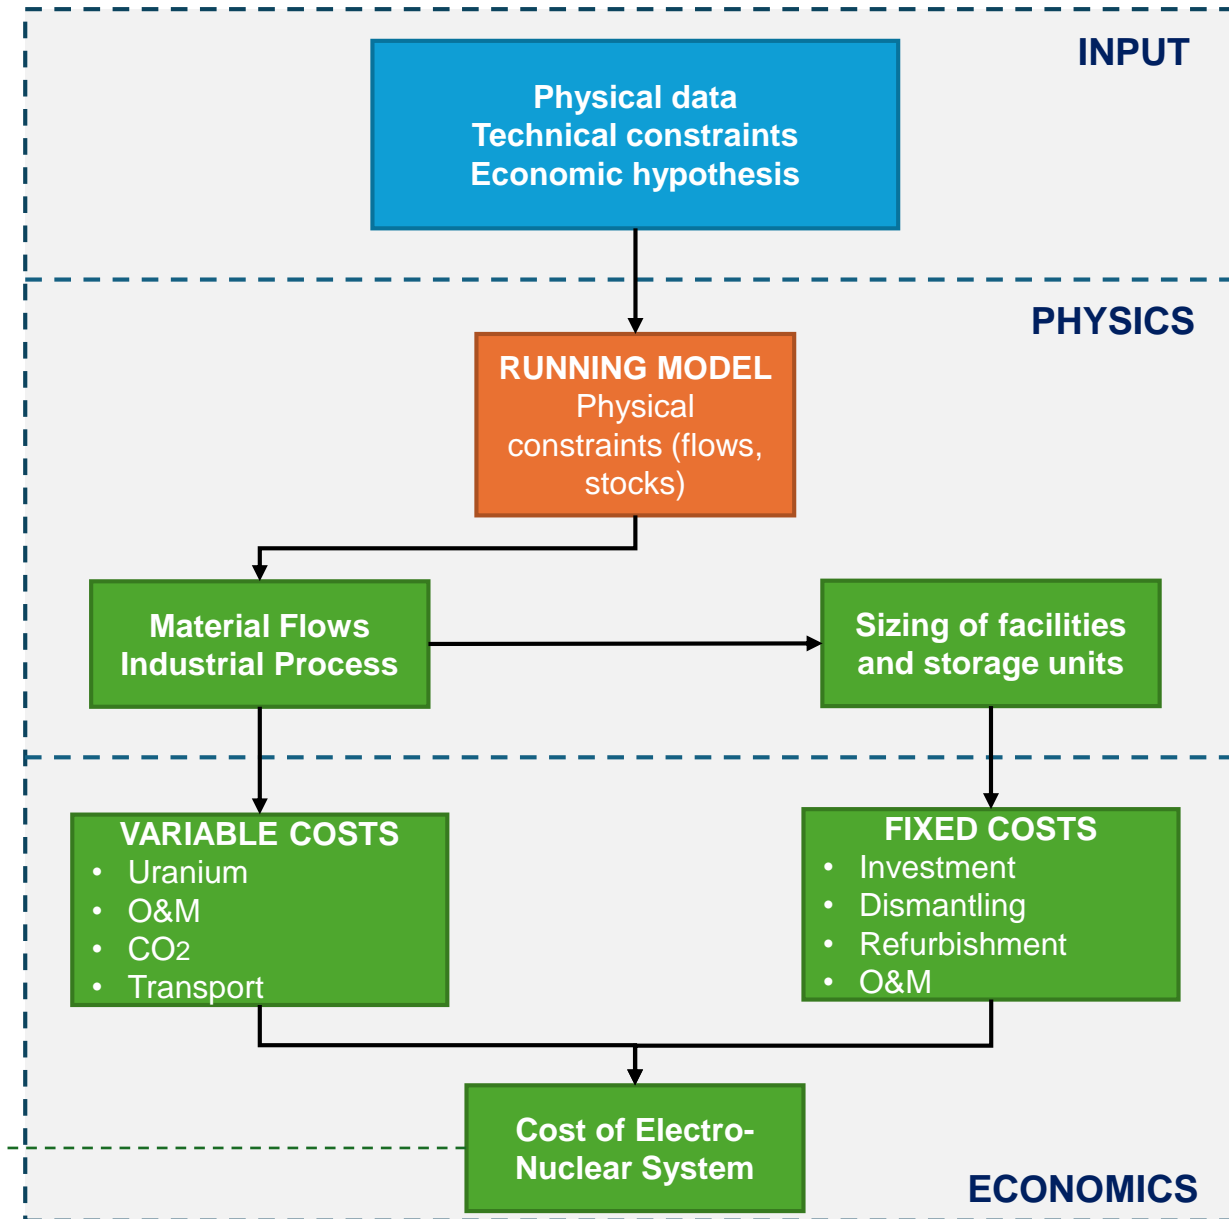 INPUT
Physical data
Technical constraints
Economic hypothesis
PHYSICS
RUNNING MODEL
Physical
constraints (flows,
stocks)
Material Flows
Industrial Process
Sizing of facilities
and storage units
VARIABLE COSTS
• Uranium
• O&M
• CO2
• Transport
FIXED COSTS
• Investment
• Dismantling
• Refurbishment
• O&M
Cost of Electro-
Nuclear System
ECONOMICS